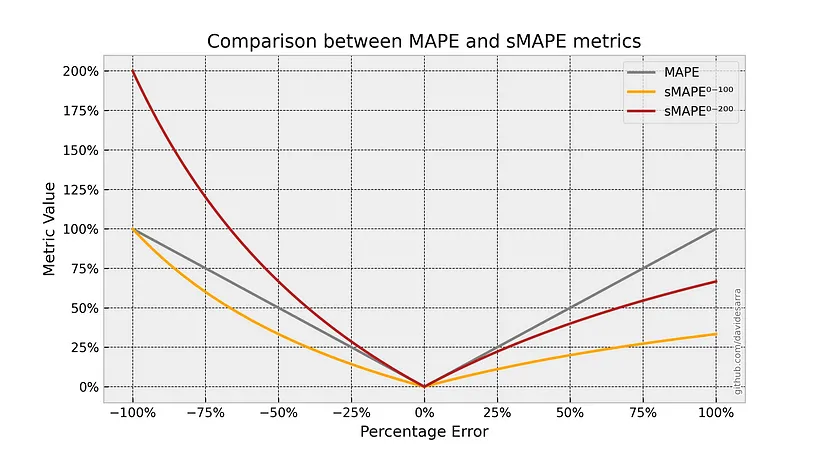 Comparison between MAPE and sMAPE metrics
MAPE
sMAPE⁰⁻¹⁰⁰
sMAPE⁰⁻²⁰⁰
200%
175%
150%
125%
100%
75%
50%
25%
0%
Metric Value
−100%
−75%
−50%
−25%
0%
25%
50%
75%
100%
Percentage Error
github.com/davidesarra